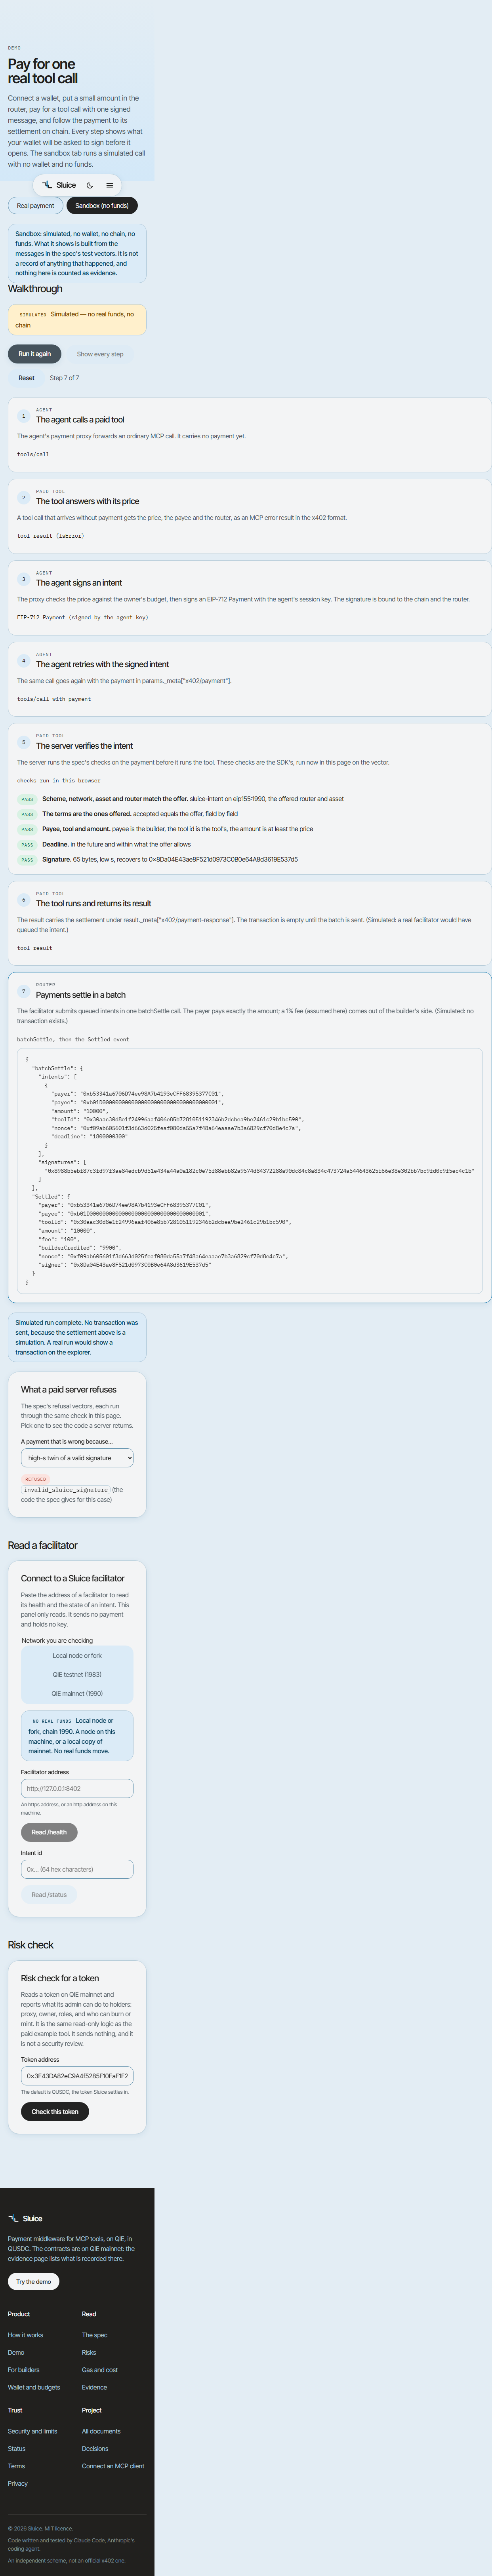 DEMO
Pay for one
real tool call
Connect a wallet, put a small amount in the
router, pay for a tool call with one signed
message, and follow the payment to its
settlement on chain. Every step shows what
your wallet will be asked to sign before it
opens. The sandbox tab runs a simulated call
with no wallet and no funds.
Sluice
Real payment
Sandbox (no funds)
Sandbox: simulated, no wallet, no chain, no
funds. What it shows is built from the
messages in the spec's test vectors. It is not
a record of anything that happened, and
nothing here is counted as evidence.
Walkthrough
SIMULATED Simulated — no real funds, no
chain
Run it again
Show every step
Reset
Step 7 of 7
1
AGENT
The agent calls a paid tool
The agent's payment proxy forwards an ordinary MCP call. It carries no payment yet.
tools/call
2
PAID TOOL
The tool answers with its price
A tool call that arrives without payment gets the price, the payee and the router, as an MCP error result in the x402 format.
tool result (isError)
3
AGENT
The agent signs an intent
The proxy checks the price against the owner's budget, then signs an EIP-712 Payment with the agent's session key. The signature is bound to the chain and the router.
EIP-712 Payment (signed by the agent key)
4
AGENT
The agent retries with the signed intent
The same call goes again with the payment in params._meta["x402/payment"].
tools/call with payment
5
PAID TOOL
The server verifies the intent
The server runs the spec's checks on the payment before it runs the tool. These checks are the SDK's, run now in this page on the vector.
checks run in this browser
PASS Scheme, network, asset and router match the offer. sluice-intent on eip155:1990, the offered router and asset
PASS The terms are the ones offered. accepted equals the offer, field by field
PASS Payee, tool and amount. payee is the builder, the tool id is the tool's, the amount is at least the price
PASS Deadline. in the future and within what the offer allows
PASS Signature. 65 bytes, low s, recovers to 0x8Da04E43ae8F521d0973C0B0e64A8d3619E537d5
6
PAID TOOL
The tool runs and returns its result
The result carries the settlement under result._meta["x402/payment-response"]. The transaction is empty until the batch is sent. (Simulated: a real facilitator would have
queued the intent.)
tool result
7
ROUTER
Payments settle in a batch
The facilitator submits queued intents in one batchSettle call. The payer pays exactly the amount; a 1% fee (assumed here) comes out of the builder's side. (Simulated: no
transaction exists.)
batchSettle, then the Settled event
{
"batchSettle": {
"intents": [
{
"amount": "10000",
"deadline": "1800000300"
}
],
"signatures": [
]
},
"Settled": {
"amount": "10000",
"fee": "100",
"builderCredited": "9900",
"signer": "0x8Da04E43ae8F521d0973C0B0e64A8d3619E537d5"
}
}
Simulated run complete. No transaction was
sent, because the settlement above is a
simulation. A real run would show a
transaction on the explorer.
What a paid server refuses
The spec's refusal vectors, each run
through the same check in this page.
Pick one to see the code a server returns.
A payment that is wrong because...
high-s twin of a valid signature
REFUSED
invalid_sluice_signature (the
code the spec gives for this case)
Read a facilitator
Connect to a Sluice facilitator
Paste the address of a facilitator to read
its health and the state of an intent. This
panel only reads. It sends no payment
and holds no key.
Network you are checking
Local node or fork
QIE testnet (1983)
QIE mainnet (1990)
NO REAL FUNDS Local node or
fork, chain 1990. A node on this
machine, or a local copy of
mainnet. No real funds move.
Facilitator address
http://127.0.0.1:8402
An https address, or an http address on this
machine.
Read /health
Intent id
0x... (64 hex characters)
Read /status
Risk check
Risk check for a token
Reads a token on QIE mainnet and
reports what its admin can do to holders:
proxy, owner, roles, and who can burn or
mint. It is the same read-only logic as the
paid example tool. It sends nothing, and it
is not a security review.
Token address
0x3F43DA82eC9A4f5285F10FaF1F2
The default is QUSDC, the token Sluice settles in.
Check this token
Sluice
Payment middleware for MCP tools, on QIE, in
QUSDC. The contracts are on QIE mainnet: the
evidence page lists what is recorded there.
Try the demo
Product
How it works
Demo
For builders
Wallet and budgets
Read
The spec
Risks
Gas and cost
Evidence
Trust
Security and limits
Status
Terms
Privacy
Project
All documents
Decisions
Connect an MCP client
© 2026 Sluice. MIT licence.
Code written and tested by Claude Code, Anthropic's
coding agent.
An independent scheme, not an official x402 one.